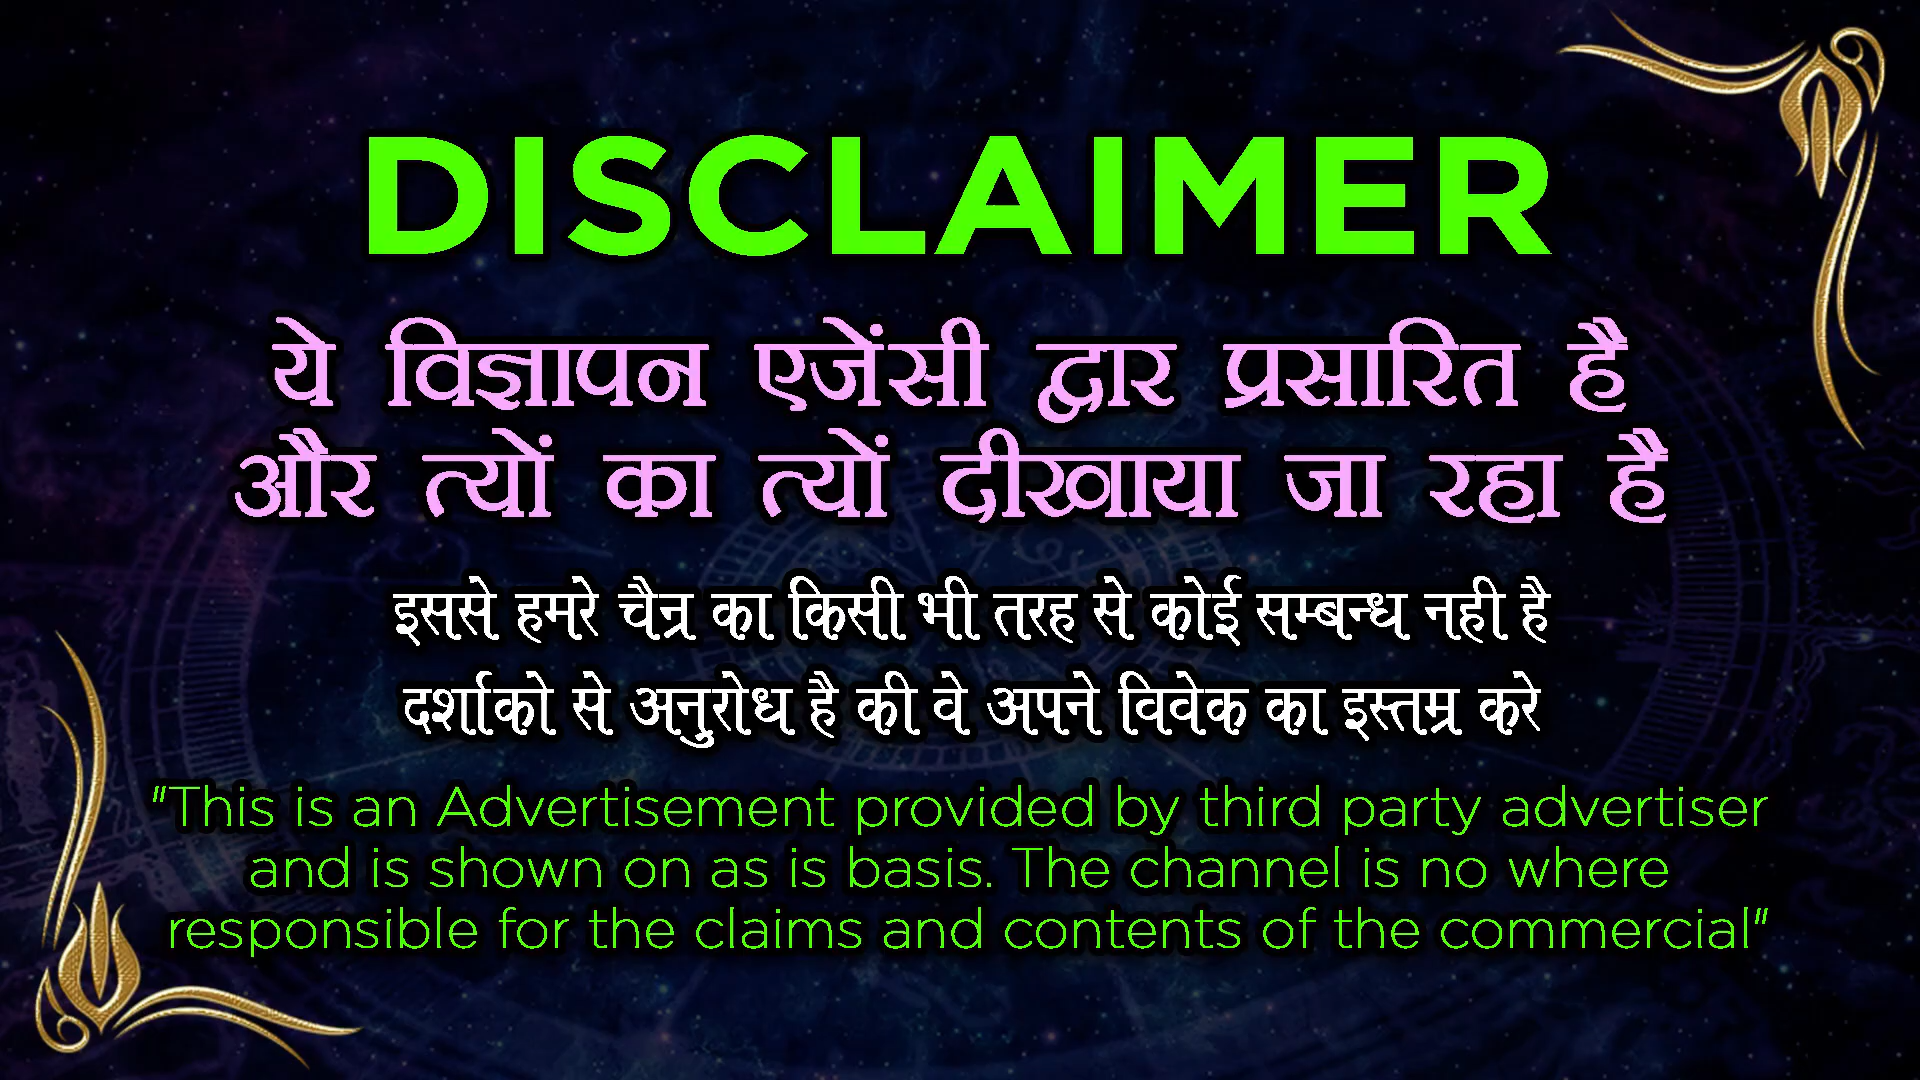 DISCLAIMER
ये विज्ञापन एजेंसी द्वार प्रसारित है
और त्यों का त्यों दीखाया जा रहा है
इससे हमरे चैन्र का किसी भी तरह से कोई सम्बन्ध नही है
दर्शाको से अनुरोध है की वे अपने विवेक का इस्तम्र करे
"This is an Advertisement provided by third party advertiser
and is shown on as is basis. The channel is no where
responsible for the claims and contents of the commercial"